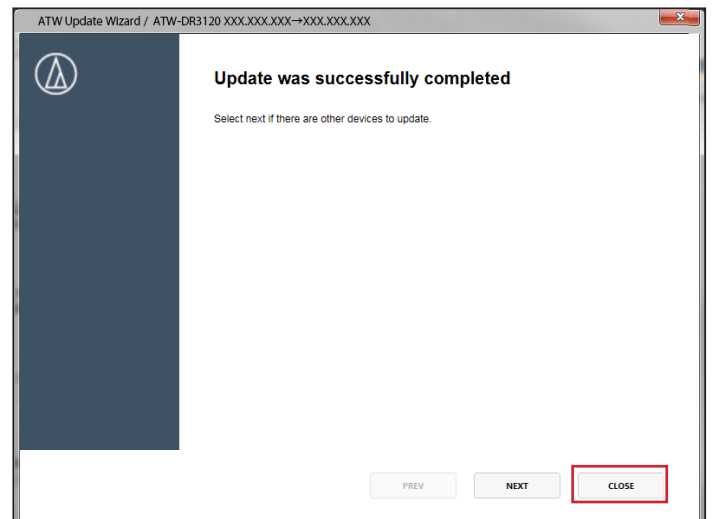 ATW Update Wizard / ATW-DR3120 XXX.XXX.XXX→XXX.XXX.XXX
Update was successfully completed
Select next if there are other devices to update.
PREV NEXT CLOSE